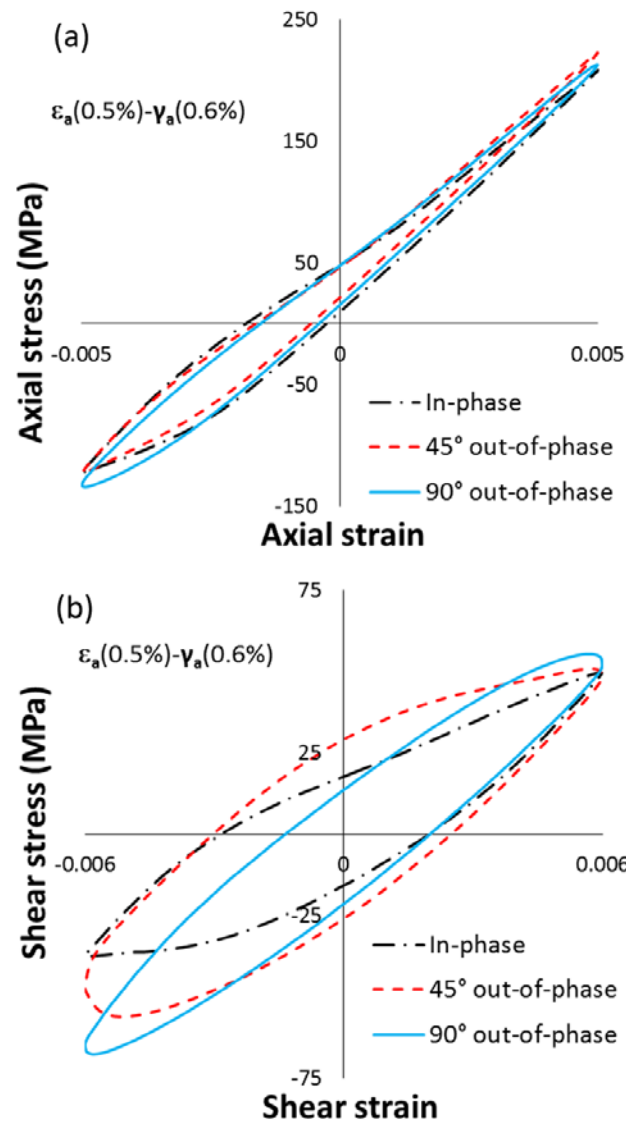 (a)
250
εa(0.5%)-γa(0.6%)
150
Axial stress (MPa)
50
-0.005
0
0.005
-50
In-phase
45° out-of-phase
90° out-of-phase
-150
Axial strain
(b)
75
εa(0.5%)-γa(0.6%)
Shear stress (MPa)
25
-0.006
0
0.006
-25
In-phase
45° out-of-phase
90° out-of-phase
-75
Shear strain